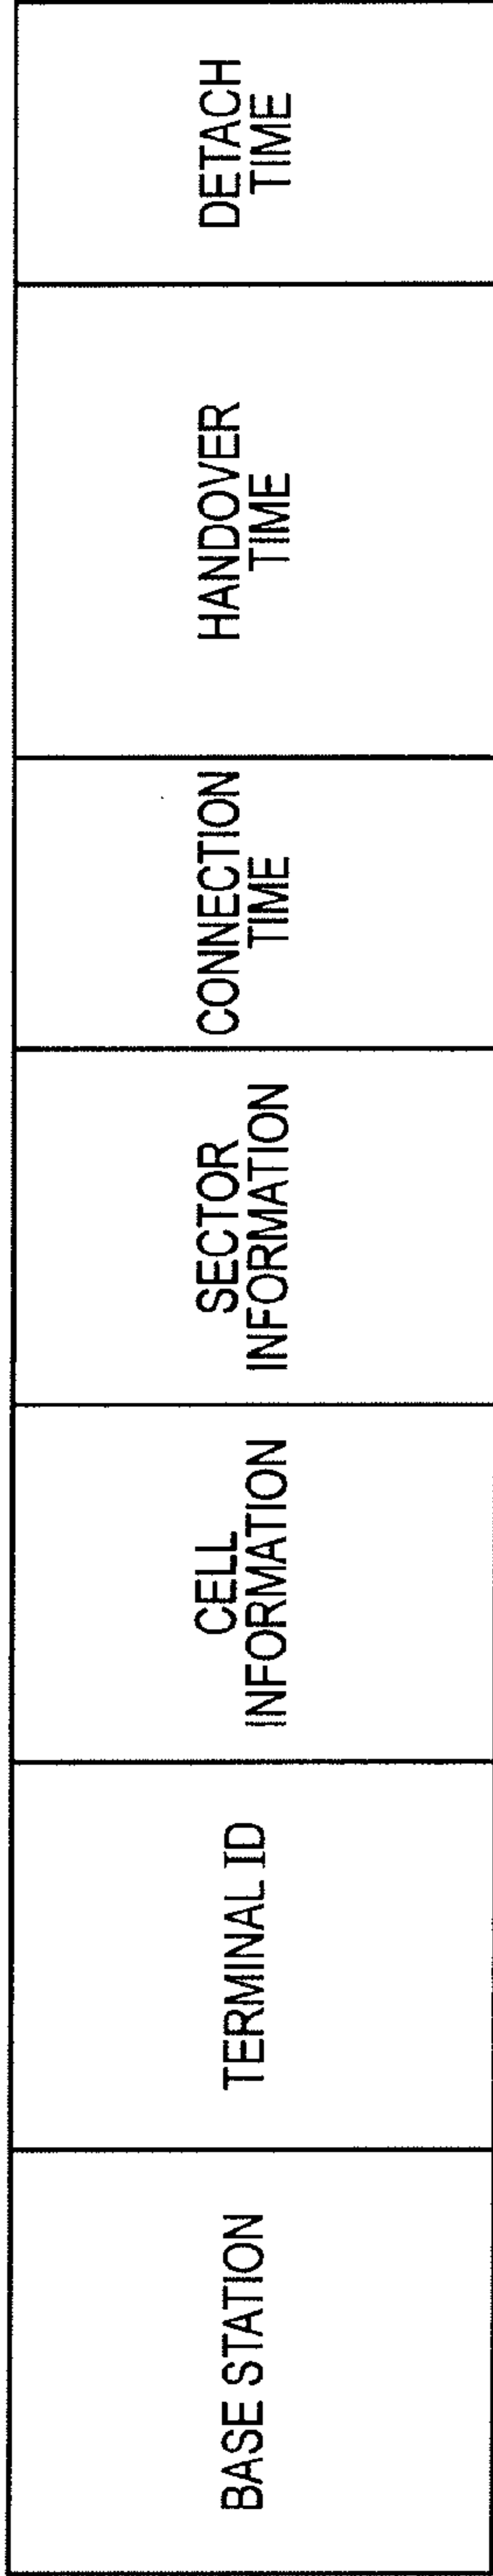 BASE STATION
TERMINAL ID
CELL
INFORMATION
SECTOR
INFORMATION
CONNECTION
TIME
HANDOVER
TIME
DETACH
TIME